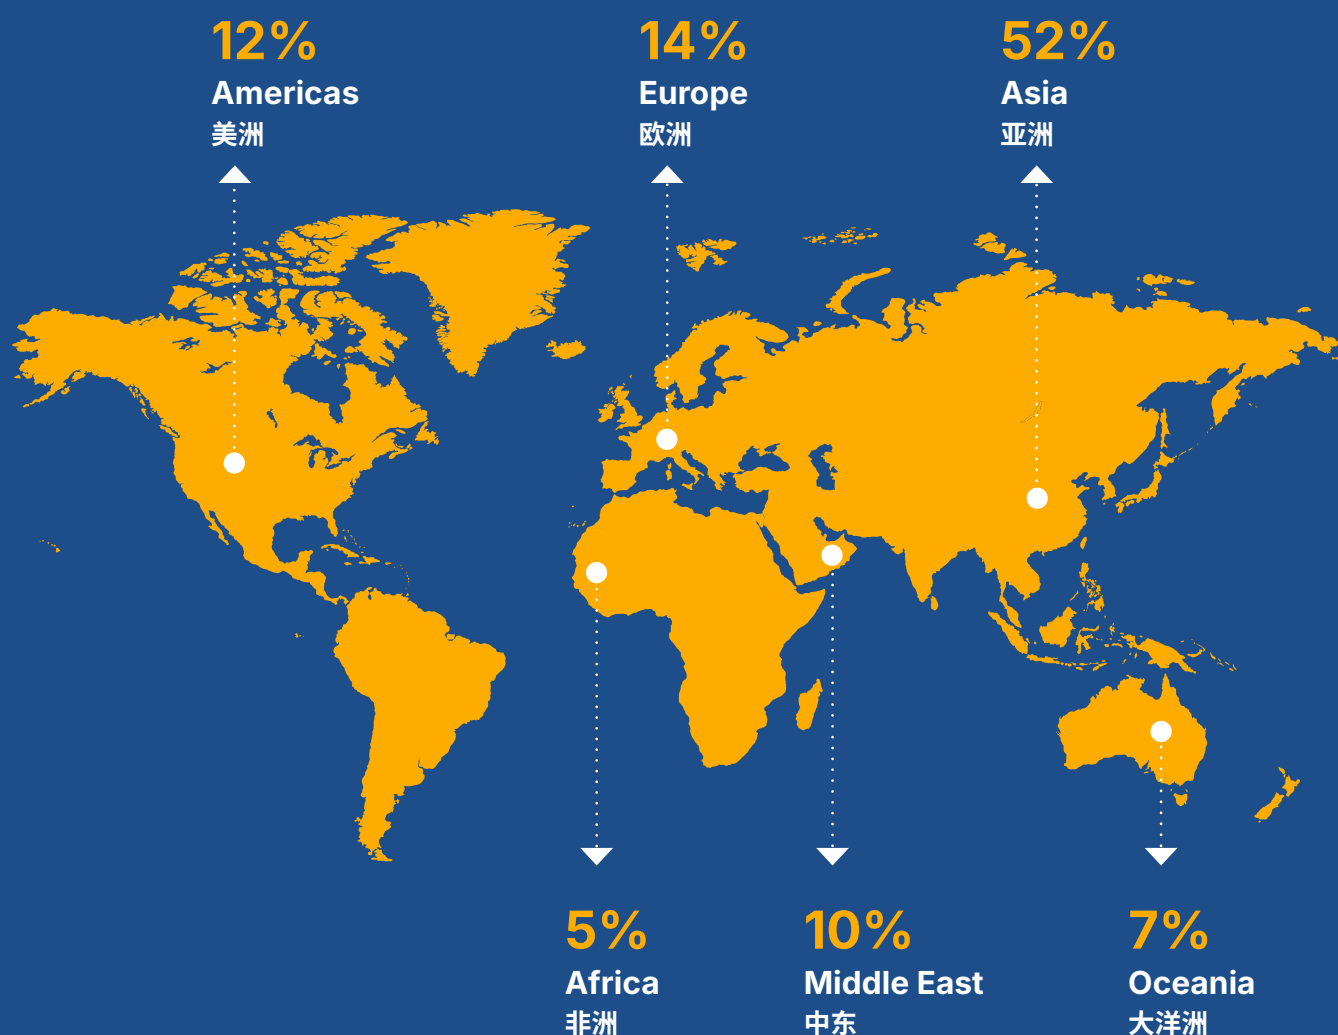 12%
Americas
美洲
14%
Europe
欧洲
52%
Asia
亚洲
5%
Africa
非洲
10%
Middle East
中东
7%
Oceania
大洋洲